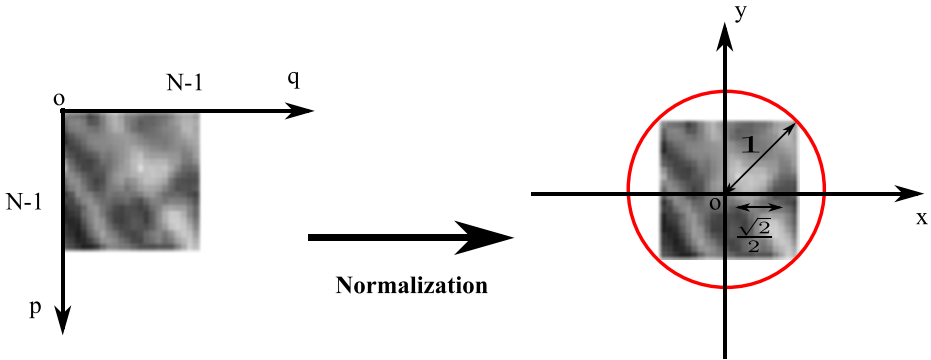 o
N-1
q
N-1
p
Normalization
y
1
o
√2/2
x